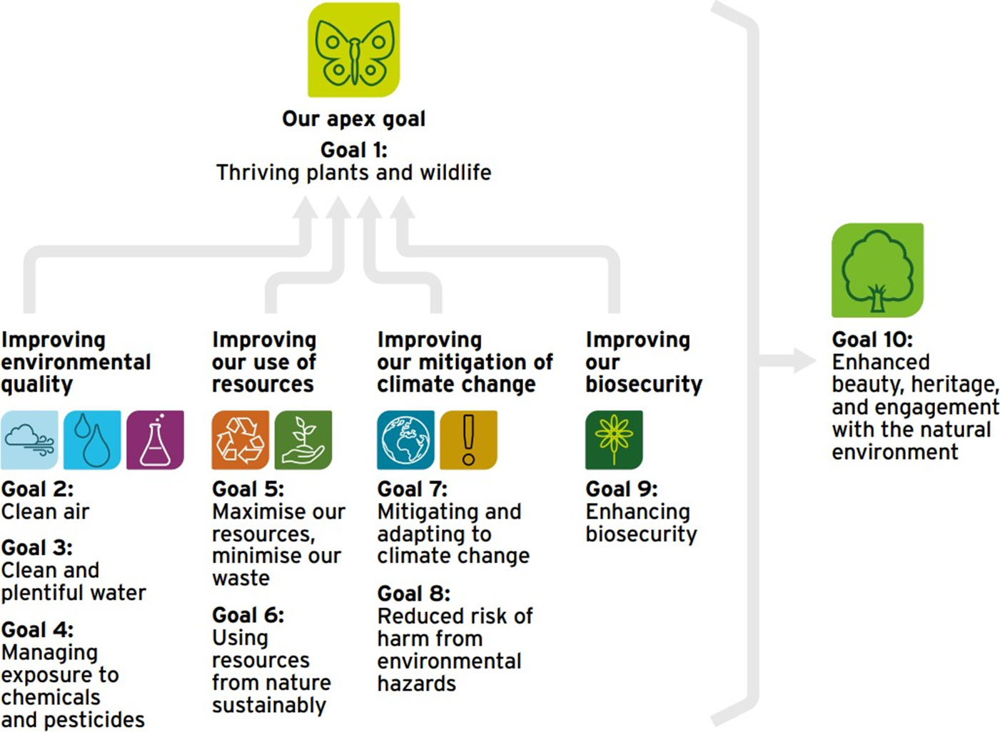 Our apex goal
Goal 1:
Thriving plants and wildlife
Improving
environmental
quality
Goal 2:
Clean air
Goal 3:
Clean and
plentiful water
Goal 4:
Managing
exposure to
chemicals
and pesticides
Improving
our use of
resources
Goal 5:
Maximise our
resources,
minimise our
waste
Goal 6:
Using
resources
from nature
sustainably
Improving
our mitigation of
climate change
Goal 7:
Mitigating and
adapting to
climate change
Goal 8:
Reduced risk of
harm from
environmental
hazards
Improving
our
biosecurity
Goal 9:
Enhancing
biosecurity
Goal 10:
Enhanced
beauty, heritage,
and engagement
with the natural
environment